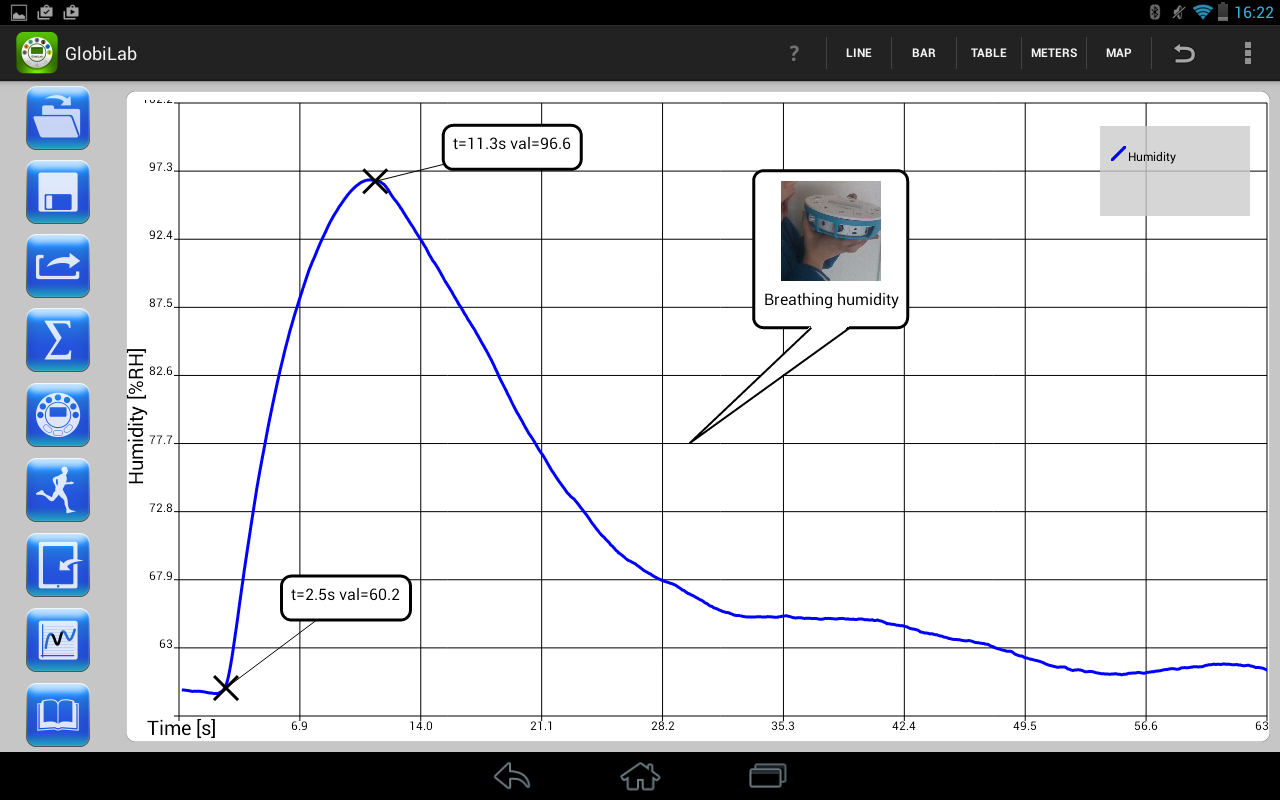 16:22
GlobiLab
? LINE BAR TABLE METERS MAP
102.2
97.3
92.4
87.5
82.6
77.7
72.8
67.9
63
Humidity [%RH]
t=11.3s val=96.6
Humidity
Breathing humidity
t=2.5s val=60.2
Σ
Time [s] 6.9 14.0 21.1 28.2 35.3 42.4 49.5 56.6 63